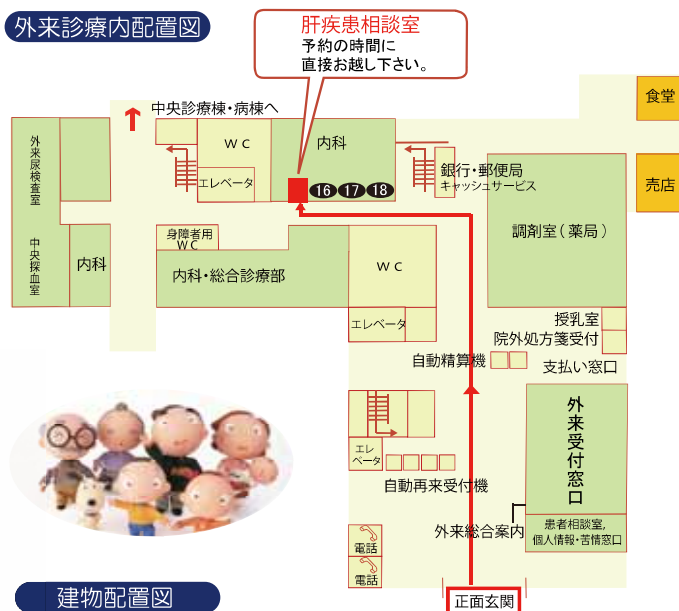 外来診療内配置図
肝疾患相談室
予約の時間に
直接お越し下さい。
中央診療棟・病棟へ
食堂
外来尿検査室
ＷＣ
内科
エレベータ
16 17 18
銀行・郵便局
キャッシュサービス
売店
中央採血室
内科
身障者用
ＷＣ
内科・総合診療部
ＷＣ
調剤室（薬局）
エレベータ
授乳室
院外処方箋受付
自動精算機
支払い窓口
外来受付窓口
エレ
ベータ
自動再来受付機
外来総合案内
患者相談室,
個人情報・苦情窓口
電話
電話
建物配置図
正面玄関